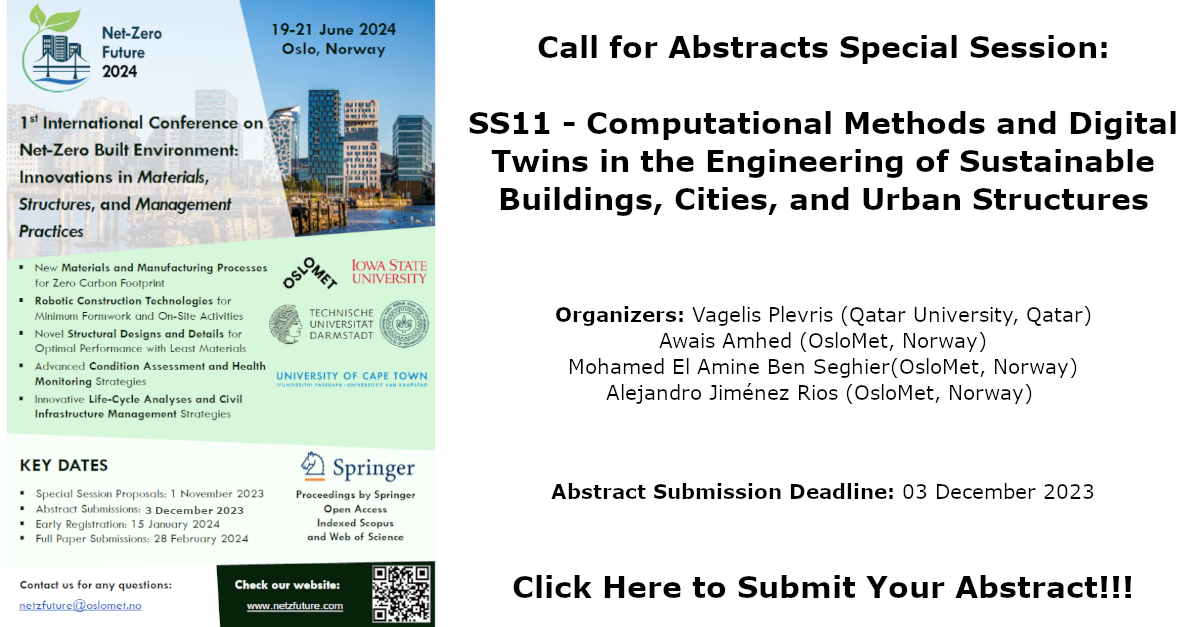 Net-Zero
Future
2024
19-21 June 2024
Oslo, Norway
1st International Conference on
Net-Zero Built Environment:
Innovations in Materials,
Structures, and Management
Practices
▪ New Materials and Manufacturing Processes
for Zero Carbon Footprint
▪ Robotic Construction Technologies for
Minimum Formwork and On-Site Activities
▪ Novel Structural Designs and Details for
Optimal Performance with Least Materials
▪ Advanced Condition Assessment and Health
Monitoring Strategies
▪ Innovative Life-Cycle Analyses and Civil
Infrastructure Management Strategies
OSLOMET
IOWA STATE
UNIVERSITY
TECHNISCHE
UNIVERSITÄT
DARMSTADT
UNIVERSITY OF CAPE TOWN
IYUNIVESITHI YASEKAPA • UNIVERSITEIT VAN KAAPSTAD
KEY DATES
▪ Special Session Proposals: 1 November 2023
▪ Abstract Submissions: 3 December 2023
▪ Early Registration: 15 January 2024
▪ Full Paper Submissions: 28 February 2024
Springer
Proceedings by Springer
Open Access
Indexed Scopus
and Web of Science
Contact us for any questions:
netzfuture@oslomet.no
Check our website:
www.netzfuture.com
Call for Abstracts Special Session:
SS11 - Computational Methods and Digital
Twins in the Engineering of Sustainable
Buildings, Cities, and Urban Structures
Organizers: Vagelis Plevris (Qatar University, Qatar)
Awais Amhed (OsloMet, Norway)
Mohamed El Amine Ben Seghier(OsloMet, Norway)
Alejandro Jiménez Rios (OsloMet, Norway)
Abstract Submission Deadline: 03 December 2023
Click Here to Submit Your Abstract!!!